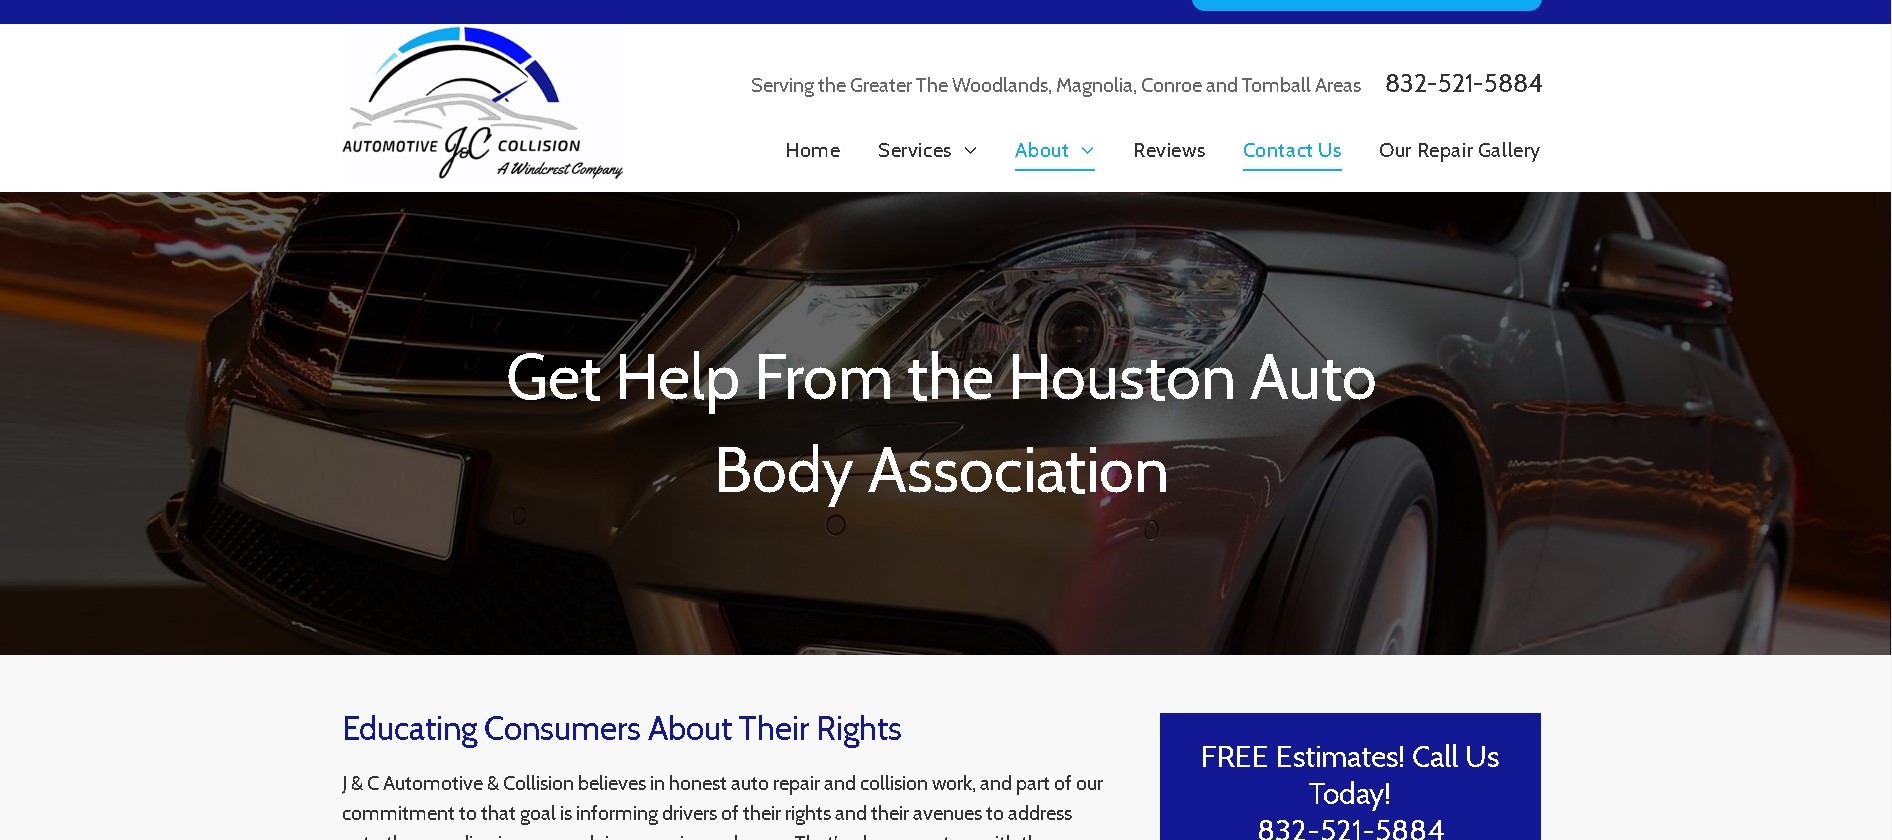 AUTOMOTIVE J&C COLLISION
A Windcrest Company
Serving the Greater The Woodlands, Magnolia, Conroe and Tomball Areas 832-521-5884
Home Services About Reviews Contact Us Our Repair Gallery
Get Help From the Houston Auto
Body Association
Educating Consumers About Their Rights
J & C Automotive & Collision believes in honest auto repair and collision work, and part of our
commitment to that goal is informing drivers of their rights and their avenues to address
FREE Estimates! Call Us
Today!
832-521-5884